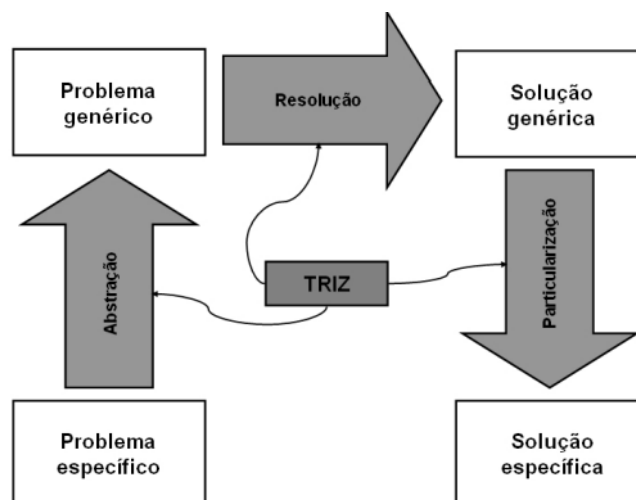 Problema
genérico
Resolução
Solução
genérica
Abstração
TRIZ
Particularização
Problema
específico
Solução
específica